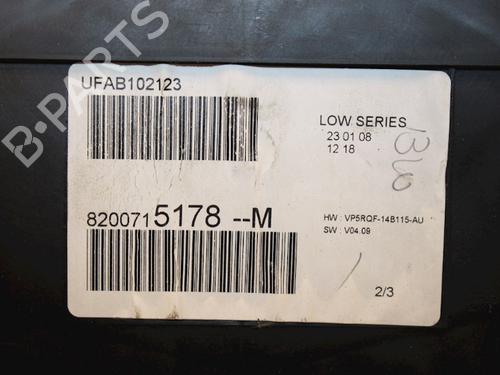 B-PARTS
UFAB102123
LOW SERIES
23 01 08
12 18
136
8200715178 --M
HW : VP5RQF-14B115-AU
SW : V04.09
2/3